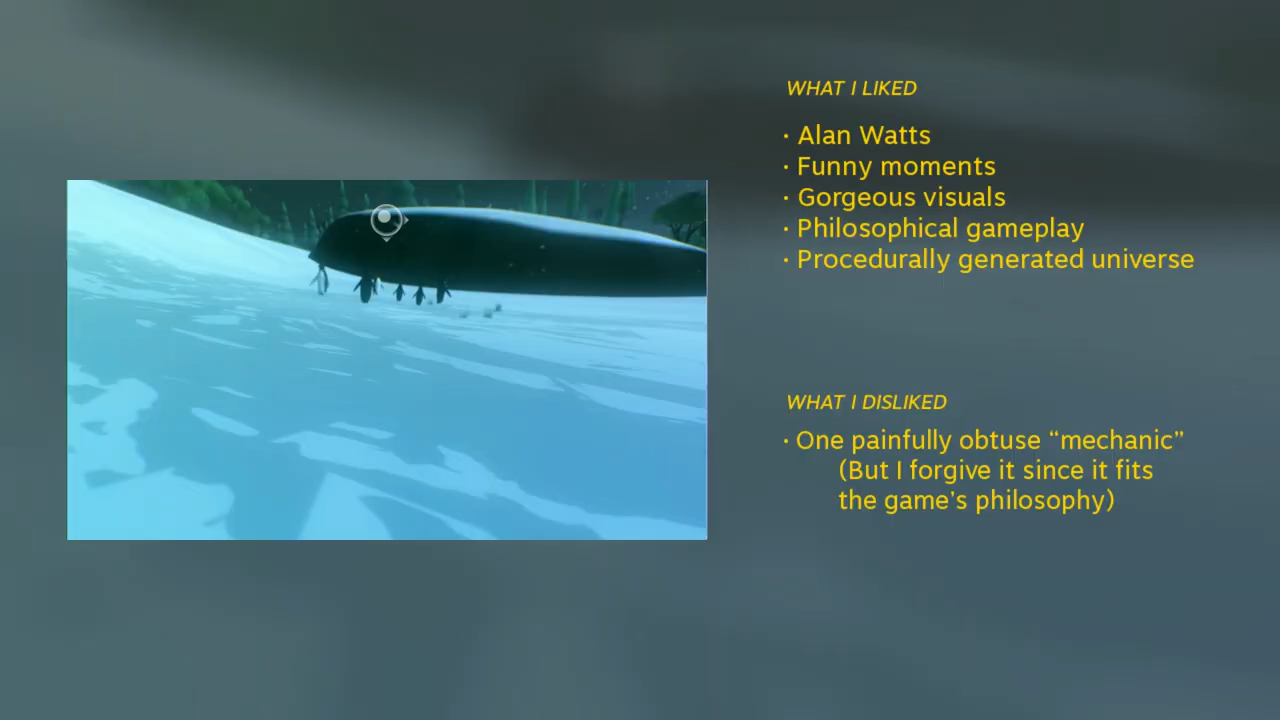 WHAT I LIKED
· Alan Watts
· Funny moments
· Gorgeous visuals
· Philosophical gameplay
· Procedurally generated universe
WHAT I DISLIKED
· One painfully obtuse “mechanic”
(But I forgive it since it fits
the game’s philosophy)